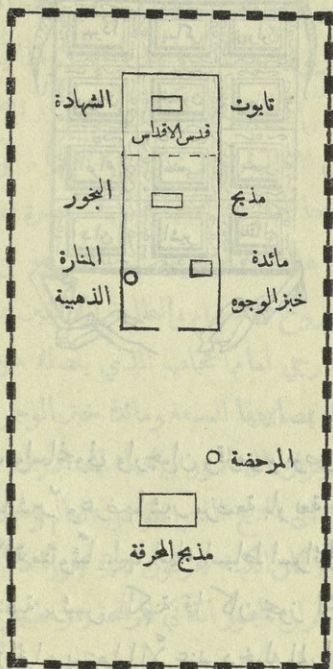 تابوت الشهادة
قدس الاقداس
مذبح البخور
مائدة المنارة
خبز الوجوه الذهبية
المرحضة
مذبح المحرقة